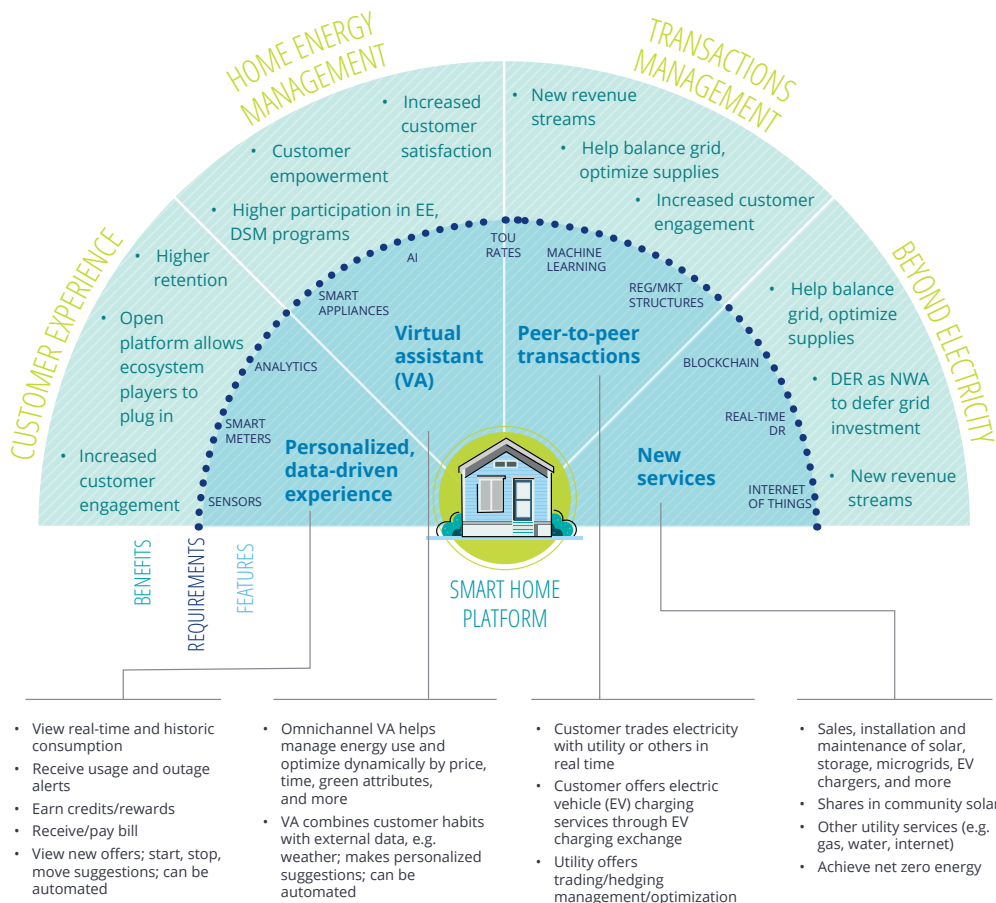 HOME ENERGY
MANAGEMENT
TRANSACTIONS
MANAGEMENT
CUSTOMER EXPERIENCE
BEYOND ELECTRICITY
• Increased
customer
satisfaction
• Customer
empowerment
• Higher participation in EE,
DSM programs
• New revenue
streams
• Help balance grid,
optimize supplies
• Increased customer
engagement
• Higher
retention
• Open
platform allows
ecosystem
players to
plug in
• Increased
customer
engagement
• Help balance
grid, optimize
supplies
• DER as NWA
to defer grid
investment
• New revenue
streams
SENSORS
SMART
METERS
ANALYTICS
SMART
APPLIANCES
AI
TOU
RATES
MACHINE
LEARNING
REG/MKT
STRUCTURES
BLOCKCHAIN
REAL-TIME
DR
INTERNET
OF THINGS
Personalized,
data-driven
experience
Virtual
assistant
(VA)
Peer-to-peer
transactions
New
services
BENEFITS
REQUIREMENTS
FEATURES
SMART HOME
PLATFORM
• View real-time and historic
consumption
• Receive usage and outage
alerts
• Earn credits/rewards
• Receive/pay bill
• View new offers; start, stop,
move suggestions; can be
automated
• Omnichannel VA helps
manage energy use and
optimize dynamically by price,
time, green attributes,
and more
• VA combines customer habits
with external data, e.g.
weather; makes personalized
suggestions; can be
automated
• Customer trades electricity
with utility or others in
real time
• Customer offers electric
vehicle (EV) charging
services through EV
charging exchange
• Utility offers
trading/hedging
management/optimization
• Sales, installation and
maintenance of solar,
storage, microgrids, EV
chargers, and more
• Shares in community solar
• Other utility services (e.g.
gas, water, internet)
• Achieve net zero energy